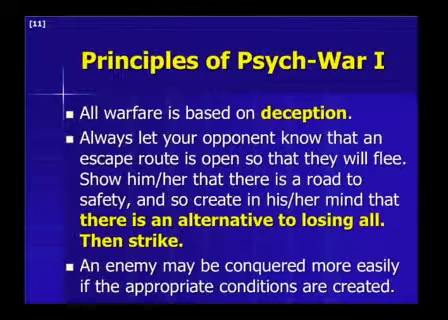 [11]
Principles of Psych-War I
All warfare is based on deception.
Always let your opponent know that an
escape route is open so that they will flee.
Show him/her that there is a road to
safety, and so create in his/her mind that
there is an alternative to losing all.
Then strike.
An enemy may be conquered more easily
if the appropriate conditions are created.